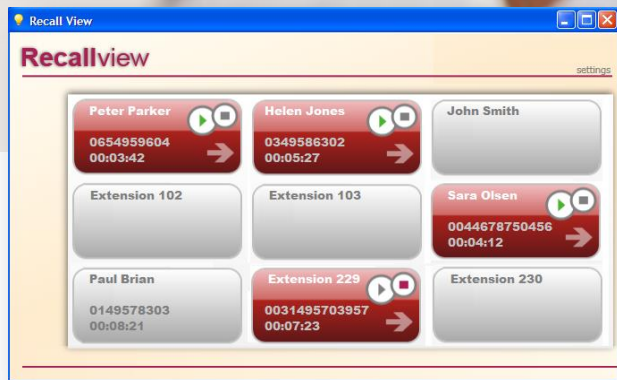 Recall View
Recallview
settings
Peter Parker
0654959604
00:03:42
Helen Jones
0349586302
00:05:27
John Smith
Extension 102
Extension 103
Sara Olsen
0044678750456
00:04:12
Paul Brian
0149578303
00:08:21
Extension 229
0031495703957
00:07:23
Extension 230